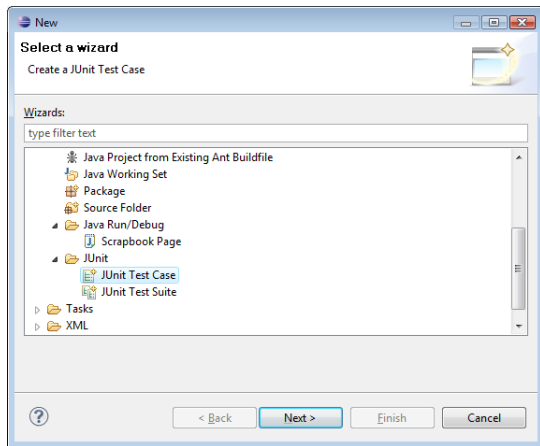 New
Select a wizard
Create a JUnit Test Case
Wizards:
type filter text
Java Project from Existing Ant Buildfile
Java Working Set
Package
Source Folder
Java Run/Debug
Scrapbook Page
JUnit
JUnit Test Case
JUnit Test Suite
Tasks
XML
? < Back Next > Finish Cancel